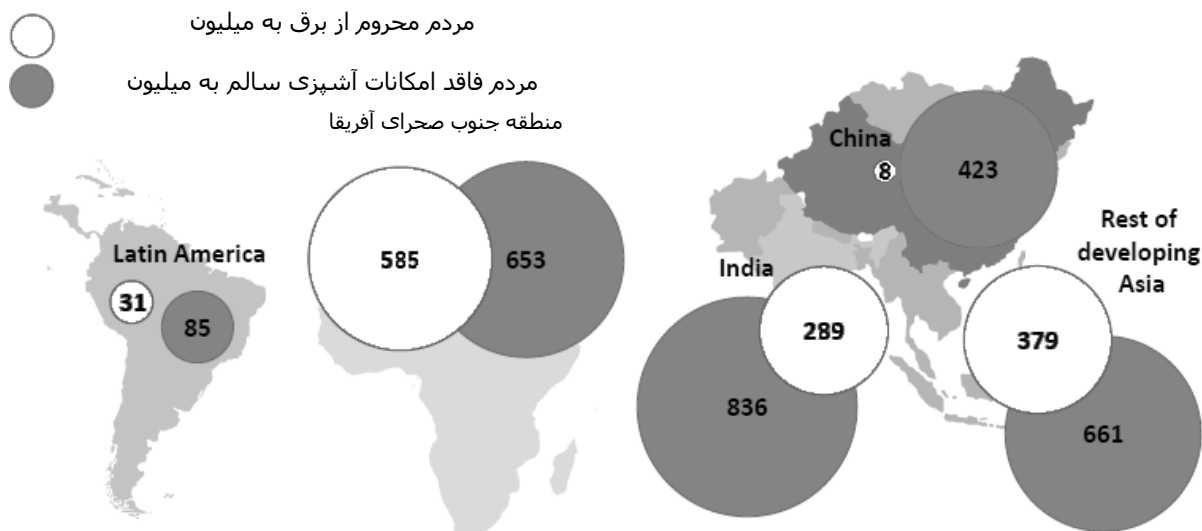 مردم محروم از برق به میلیون
مردم فاقد امکانات آشپزی سالم به میلیون
منطقه جنوب صحرای آفریقا
Latin America
31
85
585
653
China
8
423
India
289
836
Rest of
developing
Asia
379
661